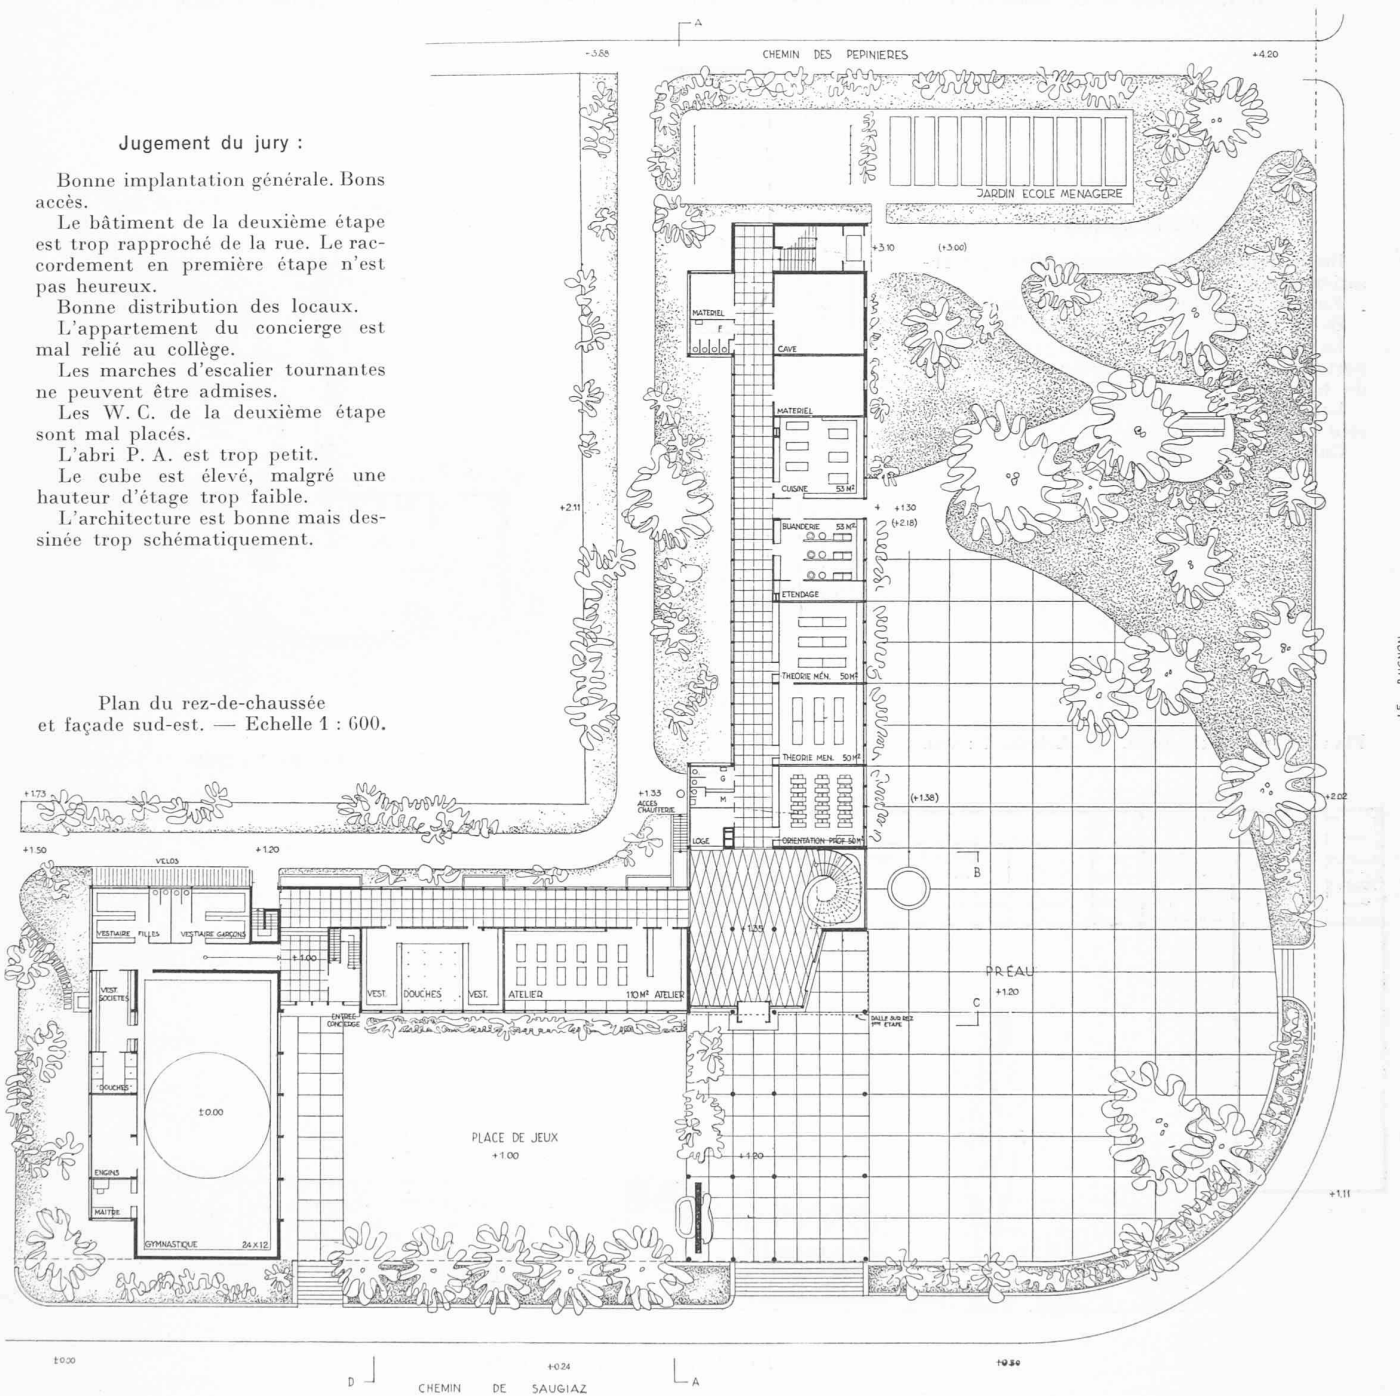 A
-3.88
CHEMIN DES PEPINIERES
+4.20
Jugement du jury :
Bonne implantation générale. Bons
accès.
Le bâtiment de la deuxième étape
est trop rapproché de la rue. Le rac-
cordement en première étape n'est
pas heureux.
Bonne distribution des locaux.
L'appartement du concierge est
mal relié au collège.
Les marches d'escalier tournantes
ne peuvent être admises.
Les W. C. de la deuxième étape
sont mal placés.
L'abri P. A. est trop petit.
Le cube est élevé, malgré une
hauteur d'étage trop faible.
L'architecture est bonne mais des-
sinée trop schématiquement.
Plan du rez-de-chaussée
et façade sud-est. — Echelle 1 : 600.
JARDIN ECOLE MENAGERE
+3.10
(+3.00)
MATERIEL
F
CAVE
MATERIEL
CUISINE 53 M²
+2.11
+1.30
(+2.18)
BUANDERIE 53 M²
ETENDAGE
THEORIE MÉN. 50 M²
THEORIE MEN. 50 M²
G
M
LOGE
ORIENTATION PROF 50 M²
(+1.38)
+2.02
+1.33
ACCES
CHAUFFERIE
+1.73
+1.50
VELOS
+1.20
VESTIAIRE FILLES
VESTIAIRE GARÇONS
+1.00
VEST.
DOUCHES
VEST.
ATELIER
110 M² ATELIER
+1.35
B
PRÉAU
+1.20
C
VEST.
SOCIETES
ENTREE
CONCIERGE
DALLE SUR REZ
1ERE ETAPE
DOUCHES
±0.00
ENGINS
MAITRE
GYMNASTIQUE 24X12
PLACE DE JEUX
+1.00
+1.20
+1.11
±0.00
+0.24
+0.50
D
CHEMIN DE SAUGIAZ
A